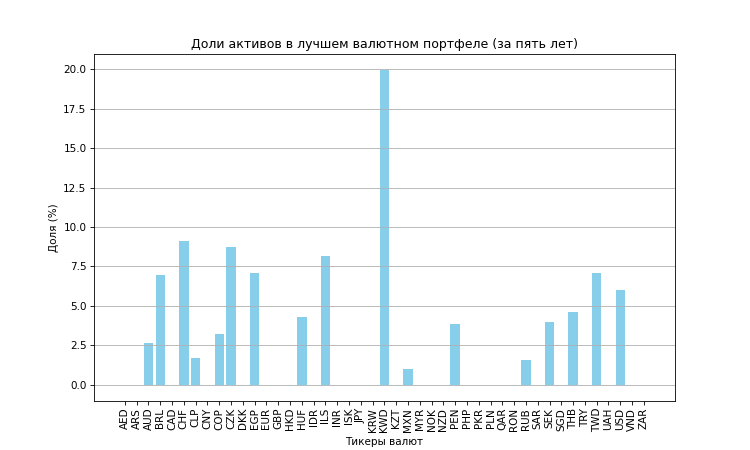 Доли активов в лучшем валютном портфеле (за пять лет)
Доля (%)
20.0
17.5
15.0
12.5
10.0
7.5
5.0
2.5
0.0
AED ARS AUD BRL CAD CHF CLP CNY COP CZK DKK EGP EUR GBP HKD HUF IDR ILS INR ISK JPY KRW KWD KZT MXN MYR NOK NZD PEN PHP PKR PLN QAR RON RUB SAR SEK SGD THB TRY TWD UAH USD VND ZAR
Тикеры валют